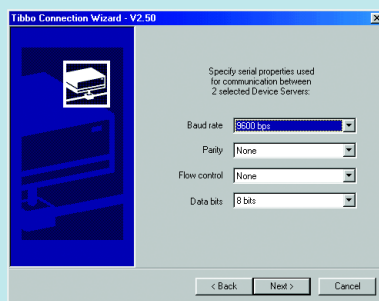 Tibbo Connection Wizard - V2.50
Specify serial properties used
for communication between
2 selected Device Servers:
Baud rate 9600 bps
Parity None
Flow control None
Data bits 8 bits
< Back Next > Cancel